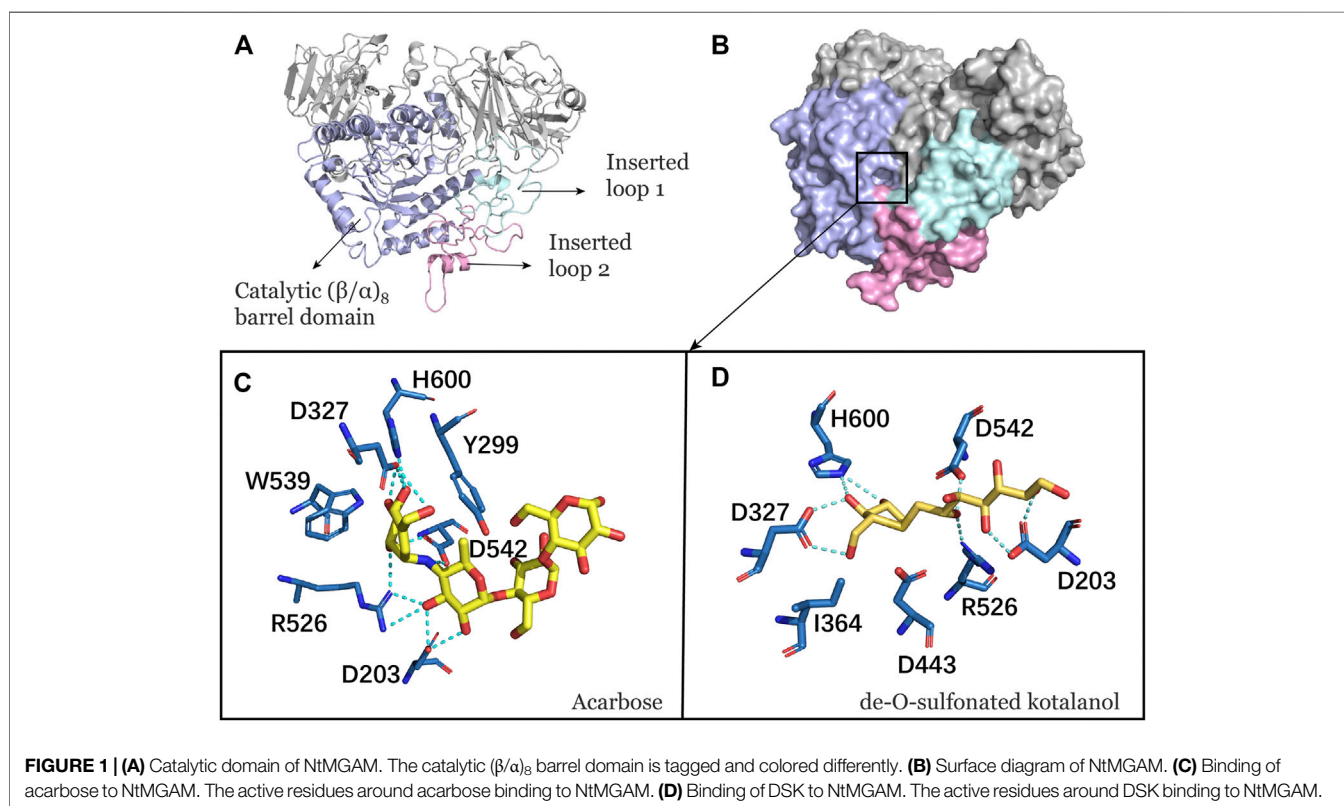 A
B
Inserted
loop 1
Inserted
loop 2
Catalytic (β/α)₈
barrel domain
C
H600
D327
Y299
W539
D542
R526
D203
Acarbose
D
H600
D542
D327
D203
R526
I364
D443
de-O-sulfonated kotalanol
FIGURE 1 | (A) Catalytic domain of NtMGAM. The catalytic (β/α)₈ barrel domain is tagged and colored differently. (B) Surface diagram of NtMGAM. (C) Binding of
acarbose to NtMGAM. The active residues around acarbose binding to NtMGAM. (D) Binding of DSK to NtMGAM. The active residues around DSK binding to NtMGAM.